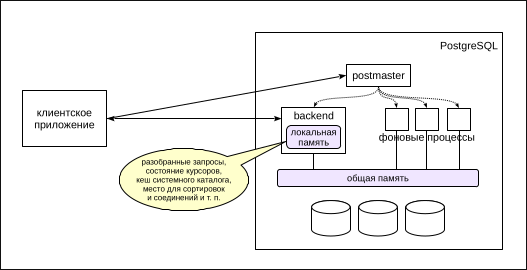 PostgreSQL
postmaster
клиентское
приложение
backend
локальная
память
фоновые процессы
разобранные запросы,
состояние курсоров,
кеш системного каталога,
место для сортировок
и соединений и т. п.
общая память